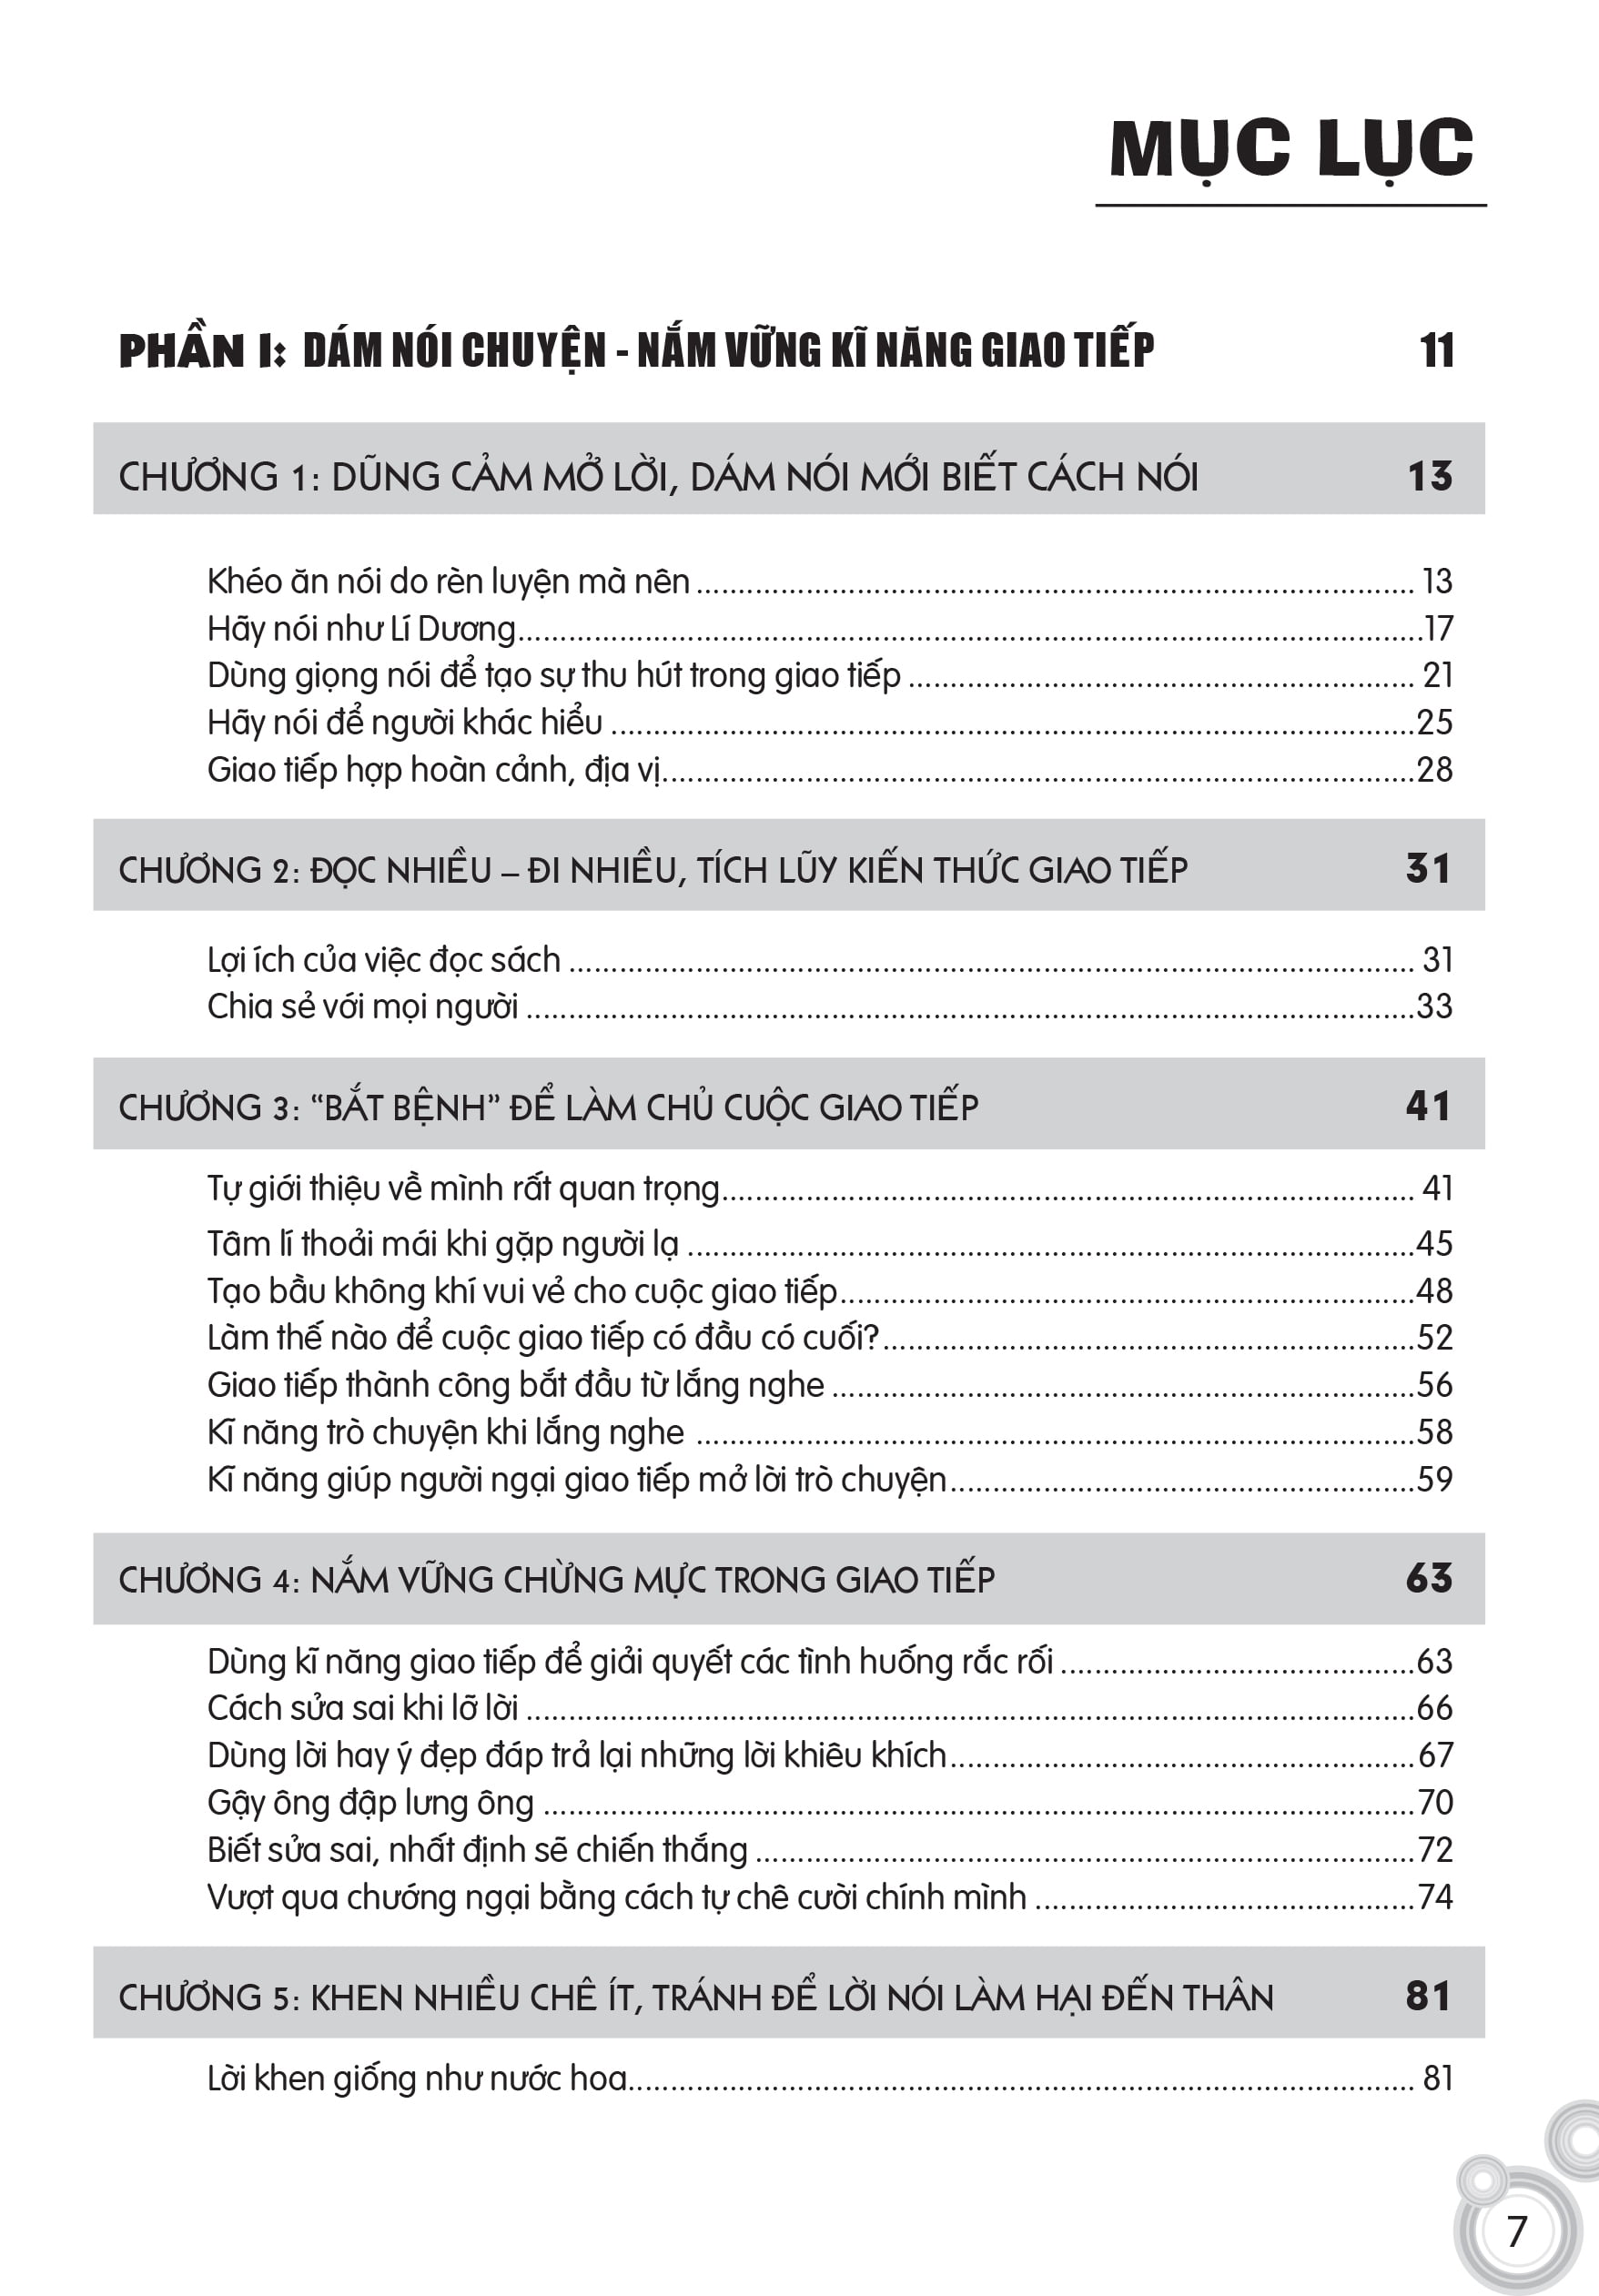 MỤC LỤC
PHẦN I: DÁM NÓI CHUYỆN - NẮM VỮNG KĨ NĂNG GIAO TIẾP 11
CHƯƠNG 1: DŨNG CẢM MỞ LỜI, DÁM NÓI MỚI BIẾT CÁCH NÓI 13
Khéo ăn nói do rèn luyện mà nên ........................................ 13
Hãy nói như Lí Dương........................................17
Dùng giọng nói để tạo sự thu hút trong giao tiếp ........................................ 21
Hãy nói để người khác hiểu ........................................25
Giao tiếp hợp hoàn cảnh, địa vị........................................28
CHƯƠNG 2: ĐỌC NHIỀU – ĐI NHIỀU, TÍCH LŨY KIẾN THỨC GIAO TIẾP 31
Lợi ích của việc đọc sách ........................................ 31
Chia sẻ với mọi người ........................................33
CHƯƠNG 3: “BẮT BỆNH” ĐỂ LÀM CHỦ CUỘC GIAO TIẾP 41
Tự giới thiệu về mình rất quan trọng........................................ 41
Tâm lí thoải mái khi gặp người lạ ........................................45
Tạo bầu không khí vui vẻ cho cuộc giao tiếp........................................48
Làm thế nào để cuộc giao tiếp có đầu có cuối?........................................52
Giao tiếp thành công bắt đầu từ lắng nghe ........................................56
Kĩ năng trò chuyện khi lắng nghe ........................................58
Kĩ năng giúp người ngại giao tiếp mở lời trò chuyện........................................59
CHƯƠNG 4: NẮM VỮNG CHỪNG MỰC TRONG GIAO TIẾP 63
Dùng kĩ năng giao tiếp để giải quyết các tình huống rắc rối ........................................63
Cách sửa sai khi lỡ lời ........................................66
Dùng lời hay ý đẹp đáp trả lại những lời khiêu khích........................................67
Gậy ông đập lưng ông ........................................70
Biết sửa sai, nhất định sẽ chiến thắng ........................................72
Vượt qua chướng ngại bằng cách tự chê cười chính mình ........................................74
CHƯƠNG 5: KHEN NHIỀU CHÊ ÍT, TRÁNH ĐỂ LỜI NÓI LÀM HẠI ĐẾN THÂN 81
Lời khen giống như nước hoa........................................ 81
7